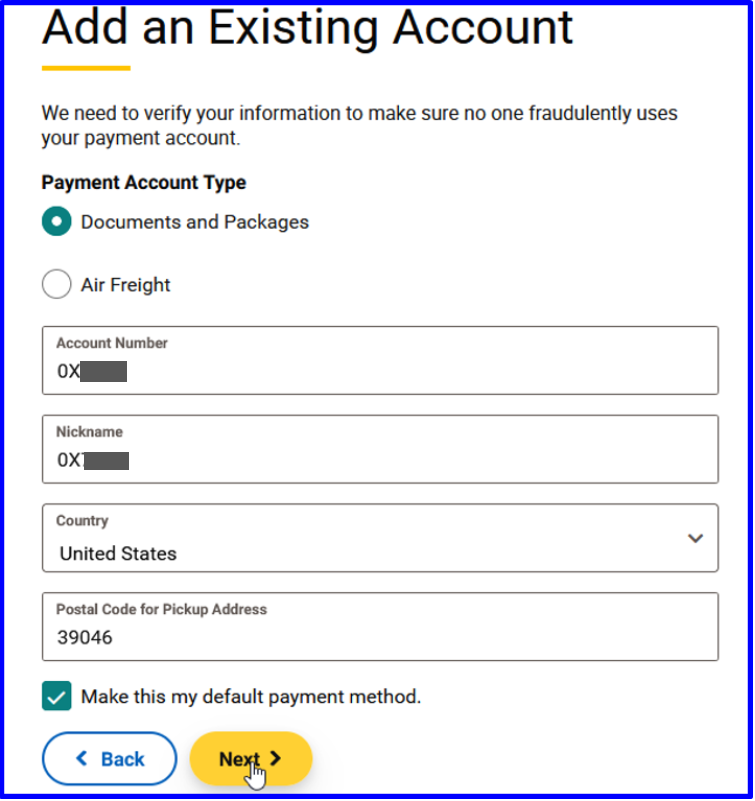 Add an Existing Account
We need to verify your information to make sure no one fraudulently uses
your payment account.
Payment Account Type
Documents and Packages
Air Freight
Account Number
0X
Nickname
0X
Country
United States
Postal Code for Pickup Address
39046
Make this my default payment method.
Back
Next